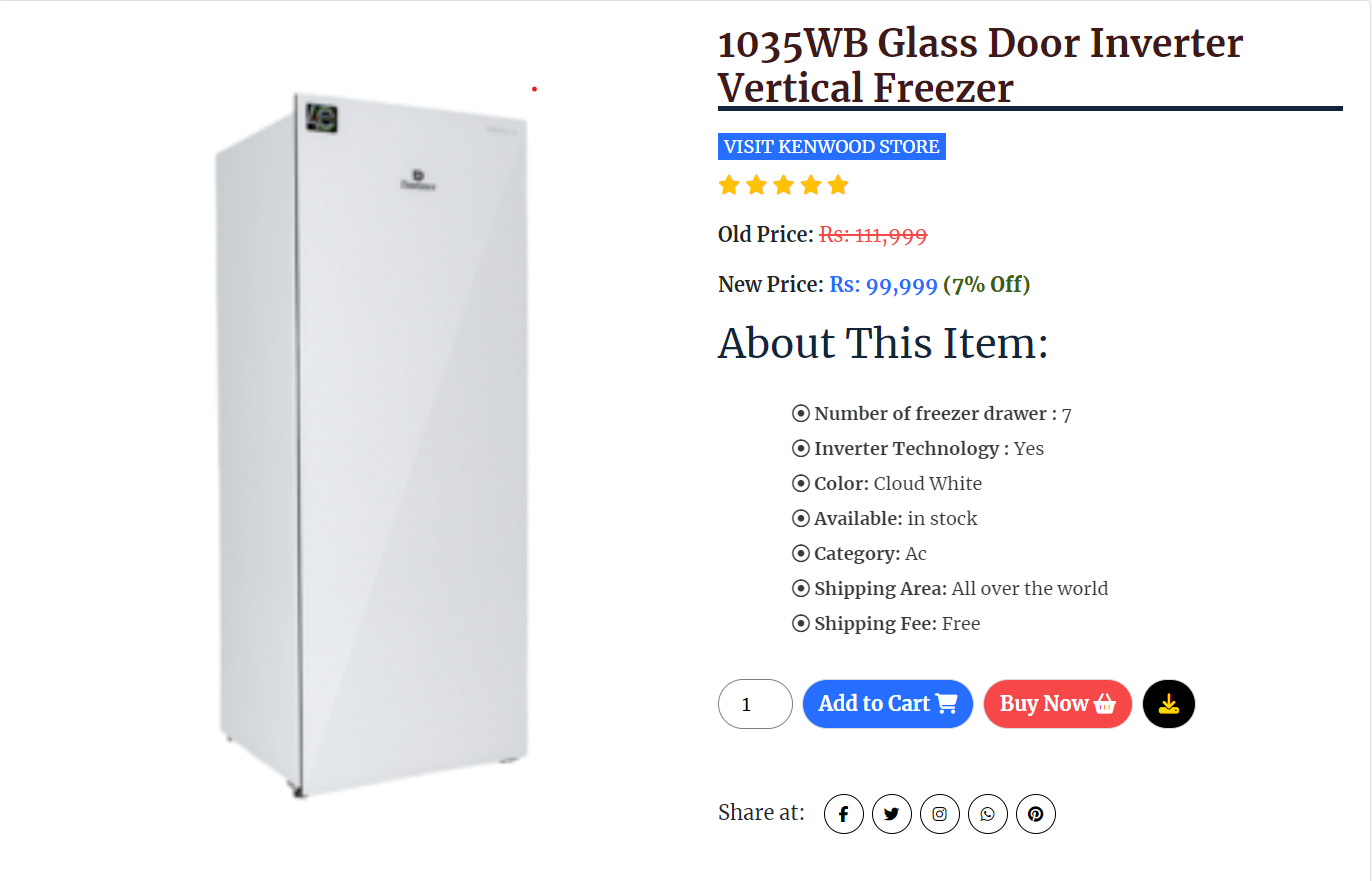 1035WB Glass Door Inverter
Vertical Freezer
VISIT KENWOOD STORE
Old Price: Rs: 111,999
New Price: Rs: 99,999 (7% Off)
About This Item:
Number of freezer drawer : 7
Inverter Technology : Yes
Color: Cloud White
Available: in stock
Category: Ac
Shipping Area: All over the world
Shipping Fee: Free
1 Add to Cart Buy Now
Share at: